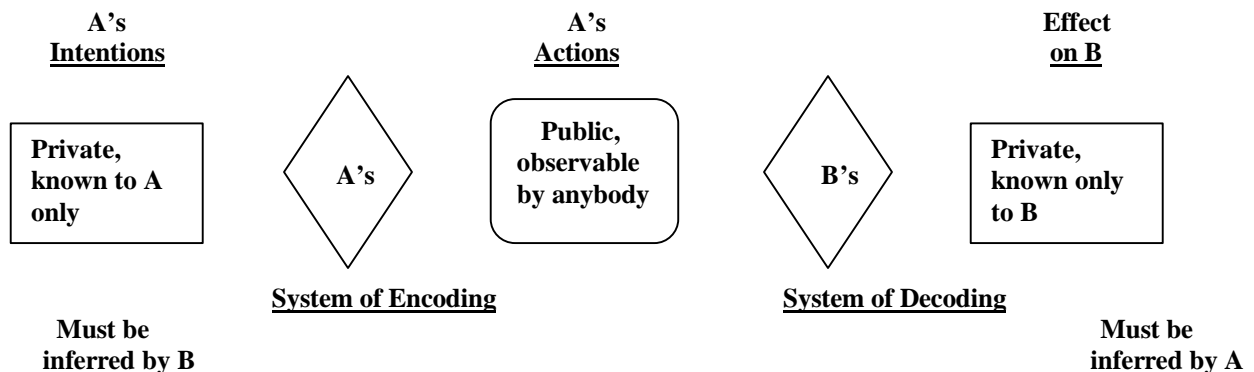 A's
Intentions
A's
Actions
Effect
on B
Private,
known to A
only
A's
Public,
observable
by anybody
B's
Private,
known only
to B
System of Encoding
System of Decoding
Must be
inferred by B
Must be
inferred by A